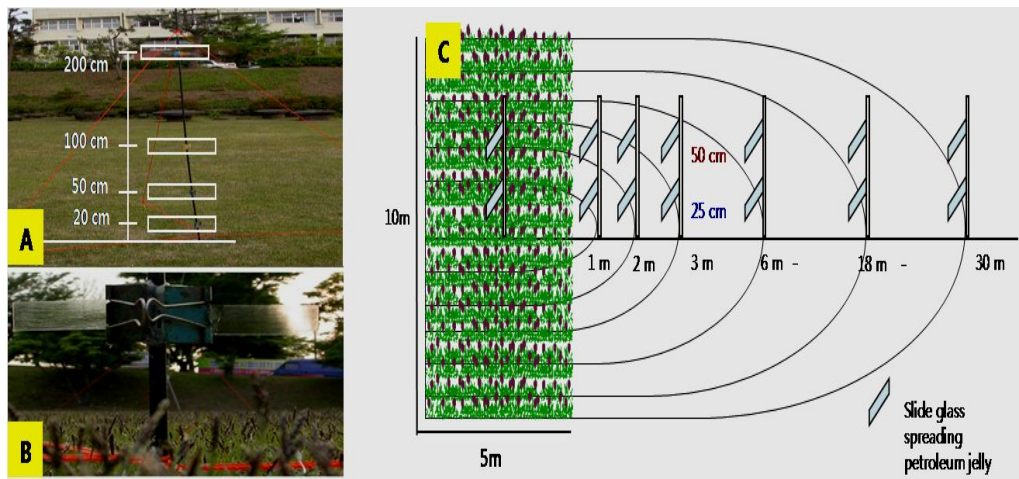 200 cm
100 cm
50 cm
20 cm
A
B
C
10m
50 cm
25 cm
1 m
2 m
3 m
6 m -
18 m -
30 m
5m
Slide glass
spreading
petroleum jelly